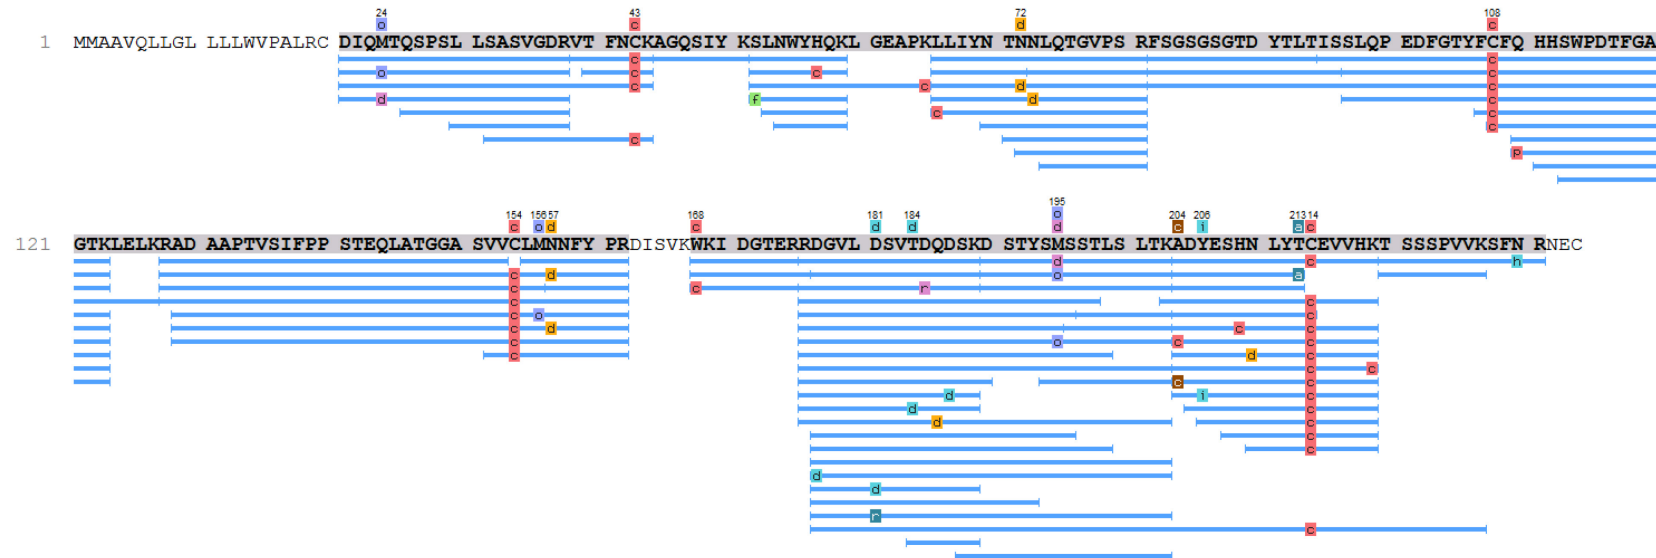 24 43 72 108
o c d c
1 MMAAVQLLGL LLLWVPALRC DIQMTQSPSL LSASVGDRVT FNCKAGQSIY KSLNWYHQKL GEAPKLLIYN TNNLQTGVPS RFSGSGSGTD YTLTISSLQP EDFGTYFCFQ HHSWPDTFGA
c c
o c c
c c d c
d f d c
c c
c
c
p
195
154 156 57 168 181 184 o 204 206 213 14
c o d c d d d c i a c
121 GTKLELKRAD AAPTVSIFPP STEQLATGGA SVVCLMNNFY PRDISVKWKI DGTERRDGVL DSVTDQDSKD STYSMSSTLS LTKADYESHN LYTCEVVHKT SSSPVVKSFN RNEC
d c h
c d o a
c c r
c c
c o c
c d c c
c o c c
c d c
c c
c c
d i c
d c
d c
c
c
d
d
r
c